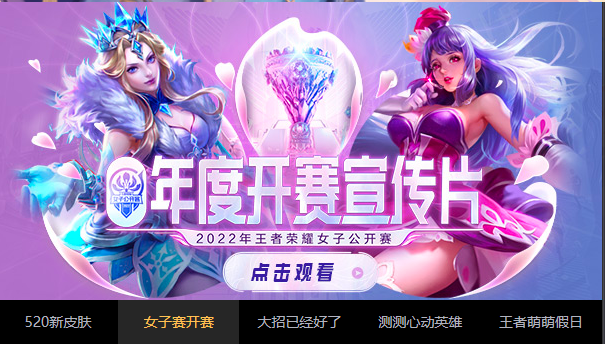 女子公开赛
年度开赛宣传片
2022年王者荣耀女子公开赛
点击观看
520新皮肤
女子赛开赛
大招已经好了
测测心动英雄
王者萌萌假日